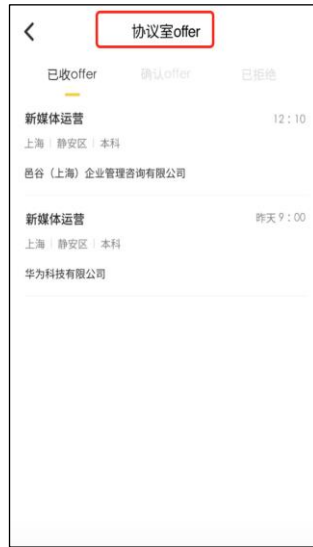 协议室offer
已收offer 确认offer 已拒绝
新媒体运营 12：10
上海 | 静安区 | 本科
邑谷（上海）企业管理咨询有限公司
新媒体运营 昨天 9：00
上海 | 静安区 | 本科
华为科技有限公司